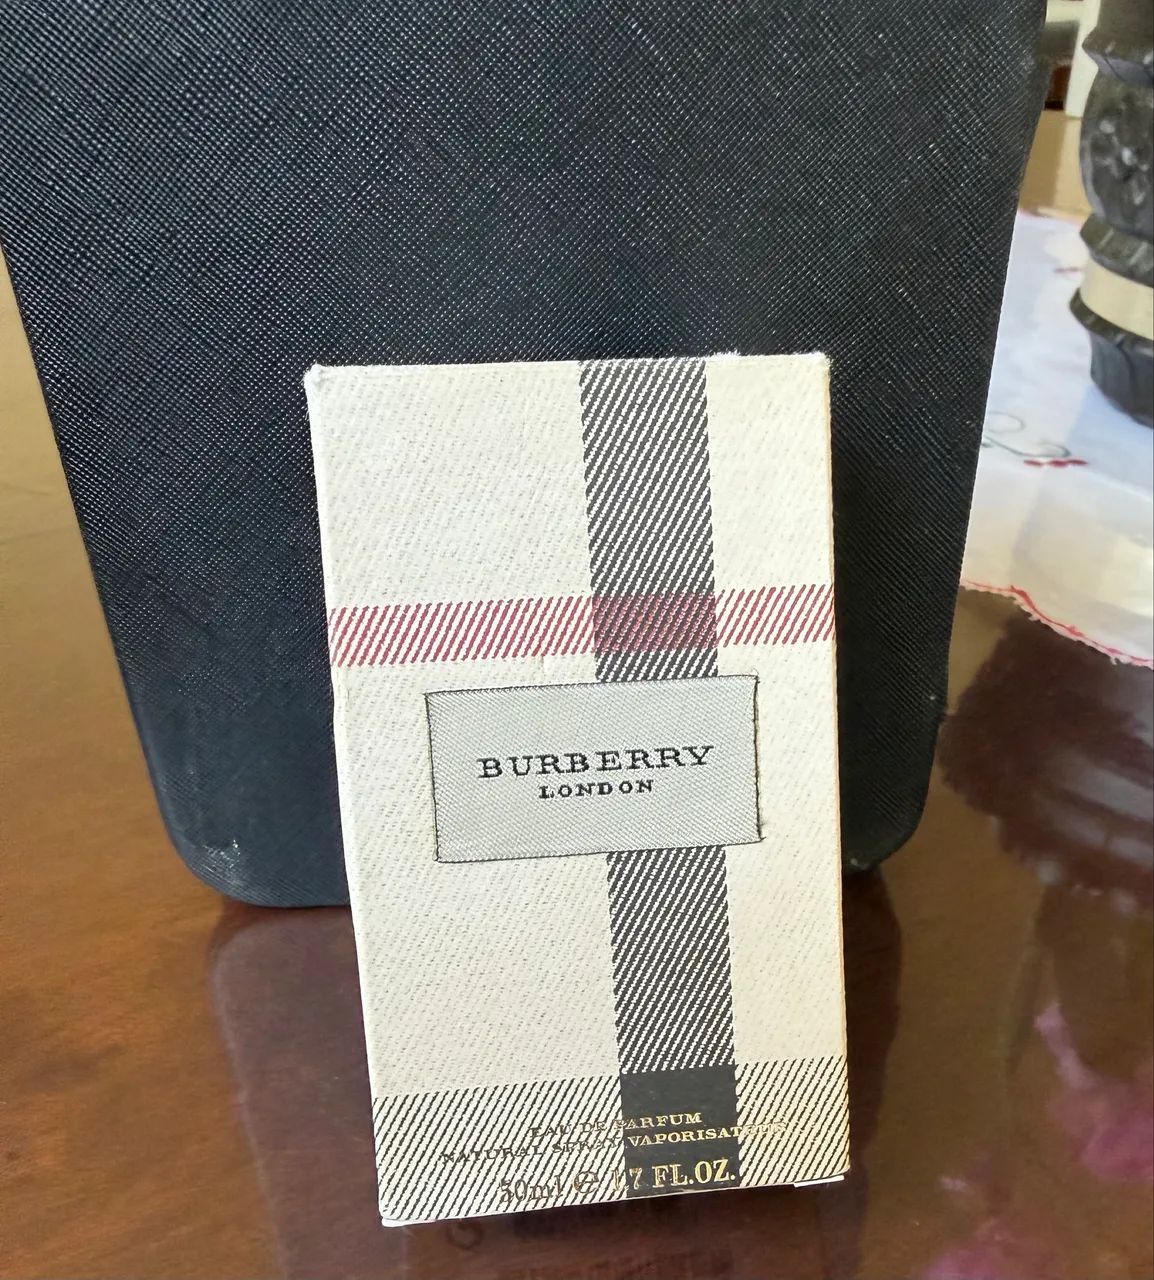 BURBERRY
LONDON
EAU DE PARFUM
NATURAL SPRAY VAPORISATEUR
50ml e 1.7 FL.OZ.